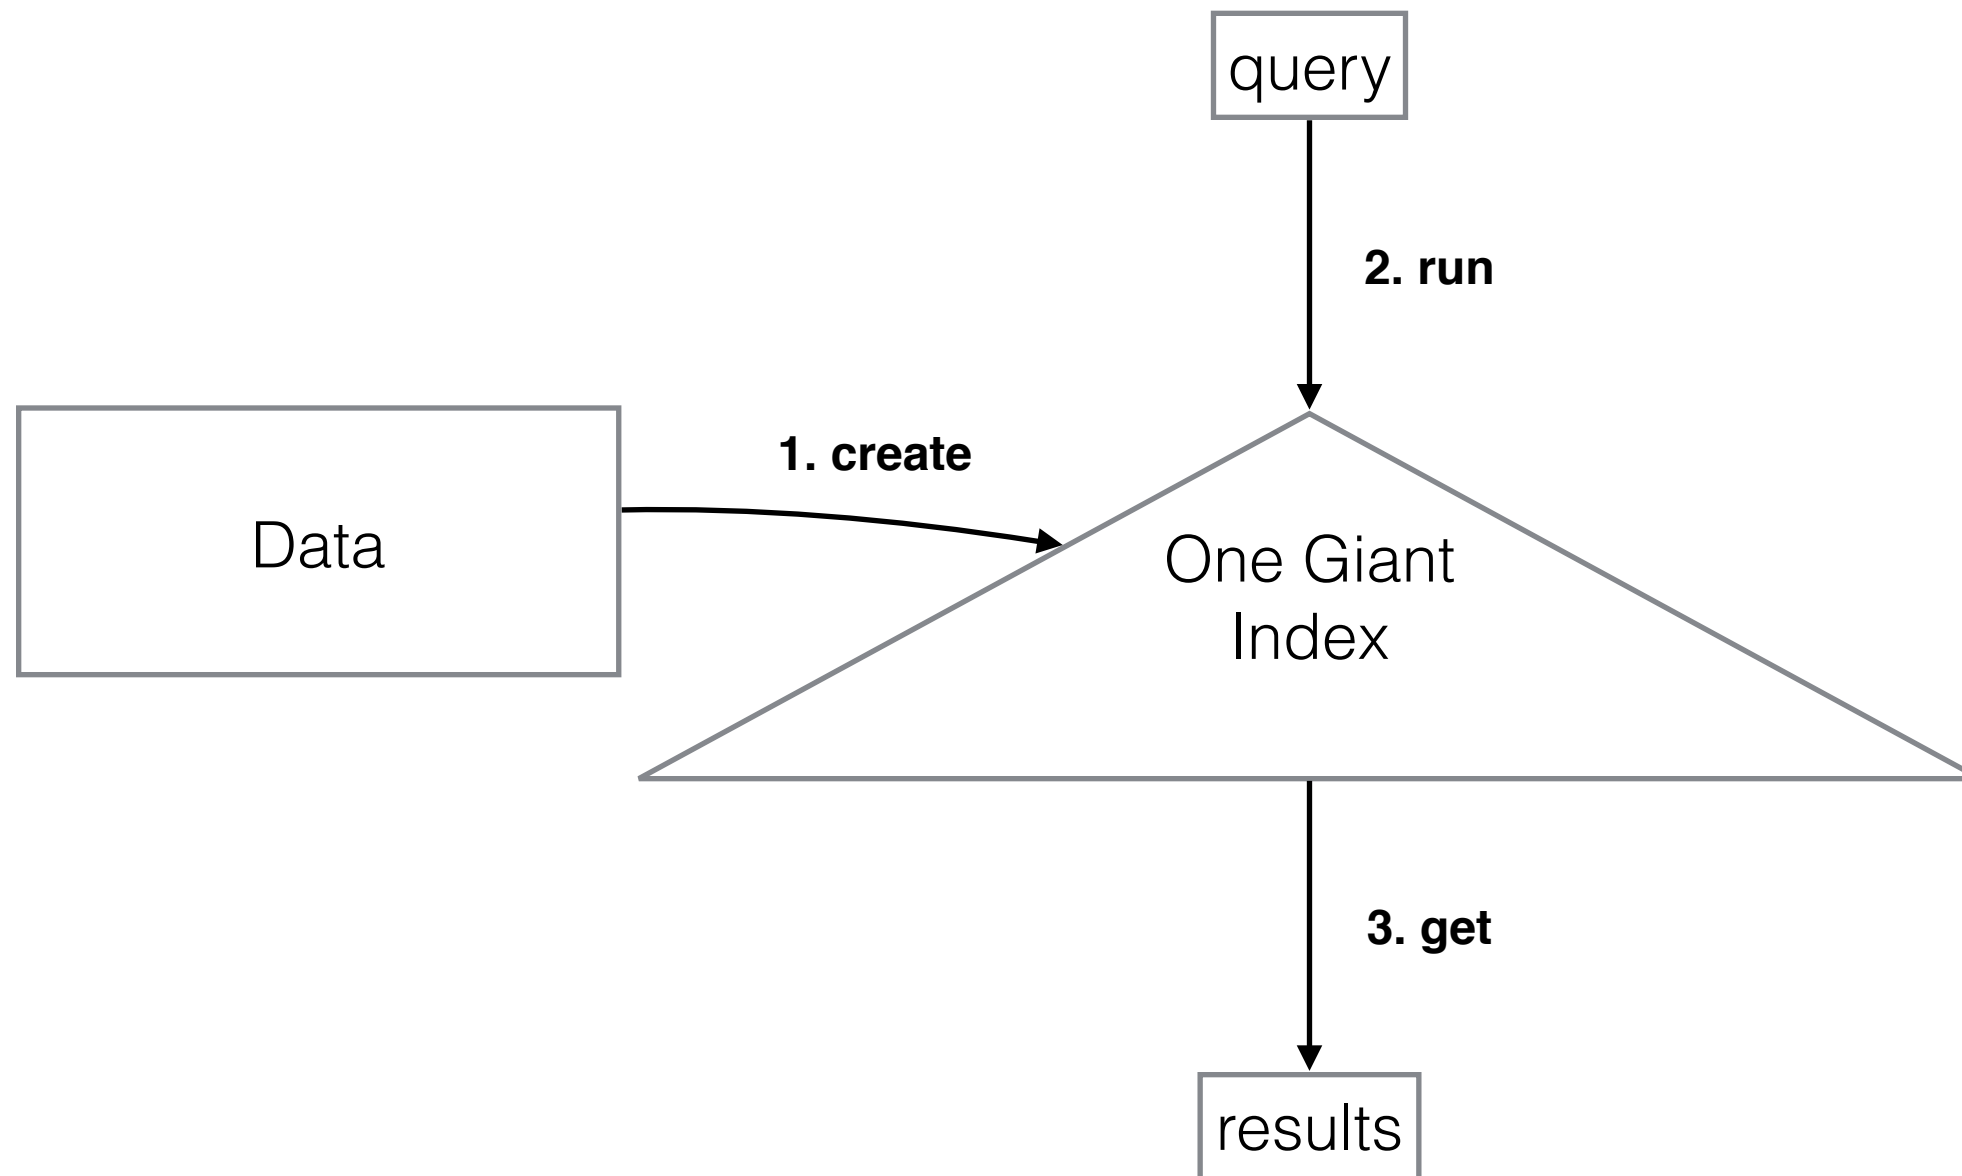 query
2. run
1. create
Data
One Giant
Index
3. get
results